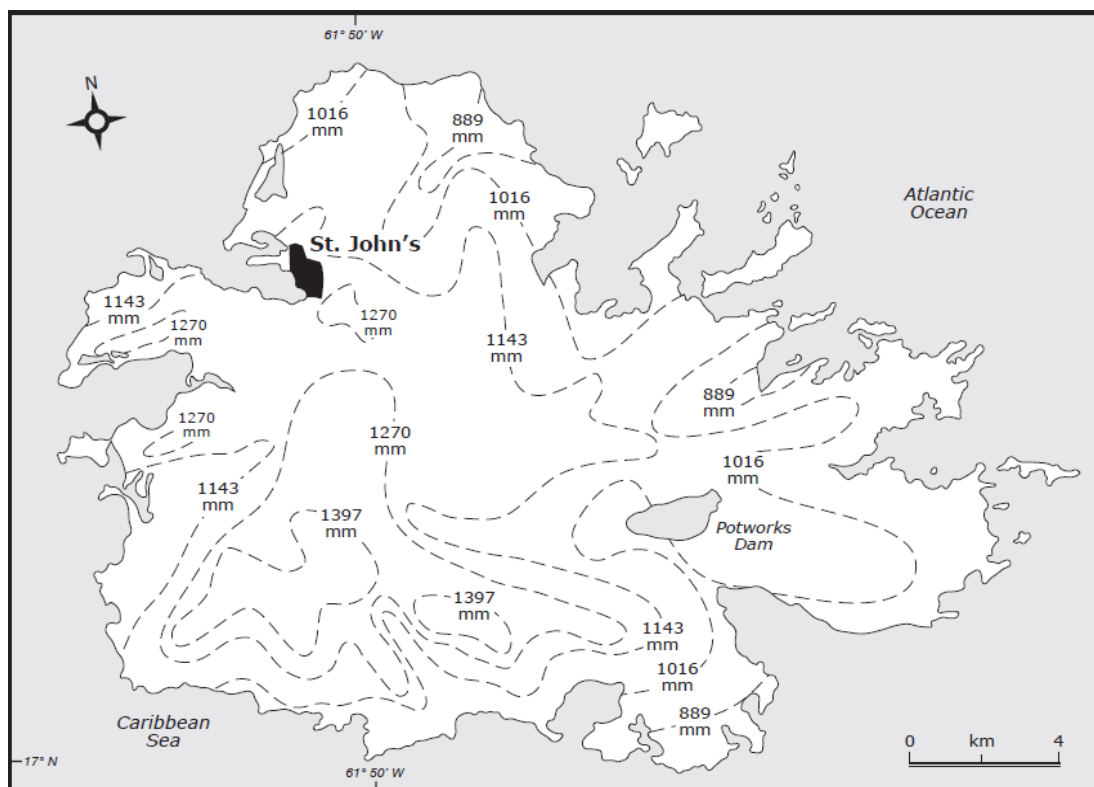 61° 50' W
N
1016
mm
889
mm
1016
mm
Atlantic
Ocean
St. John's
1143
mm
1270
mm
1270
mm
1143
mm
889
mm
1270
mm
1270
mm
1016
mm
1143
mm
1397
mm
Potworks
Dam
1397
mm
1143
mm
1016
mm
889
mm
Caribbean
Sea
0 km 4
17° N
61° 50' W